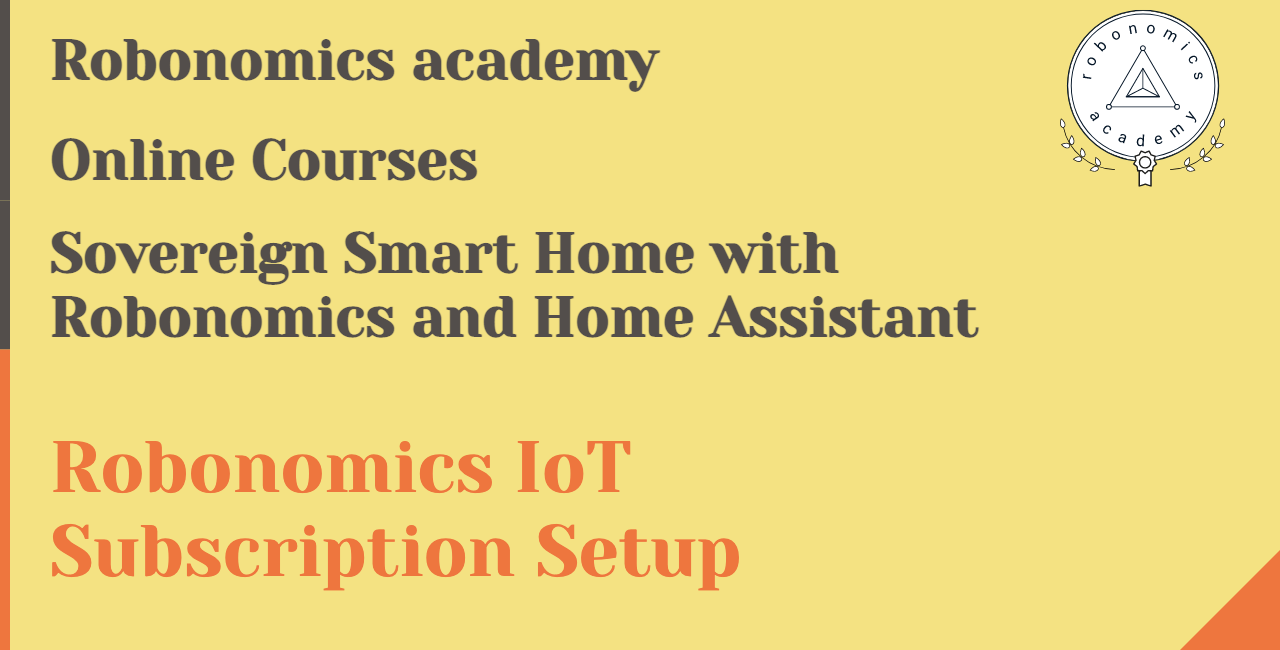 Robonomics academy
Online Courses
Sovereign Smart Home with
Robonomics and Home Assistant
Robonomics IoT
Subscription Setup
robonomics
academy